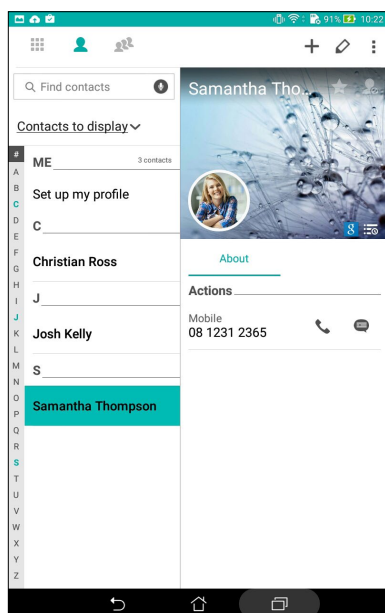 91% 10:22
Find contacts
Contacts to display
#
A
B
C
D
E
F
G
H
I
J
K
L
M
N
O
P
Q
R
S
T
U
V
W
X
Y
Z
ME 3 contacts
Set up my profile
C
Christian Ross
J
Josh Kelly
S
Samantha Thompson
Samantha Tho...
8
About
Actions
Mobile
08 1231 2365